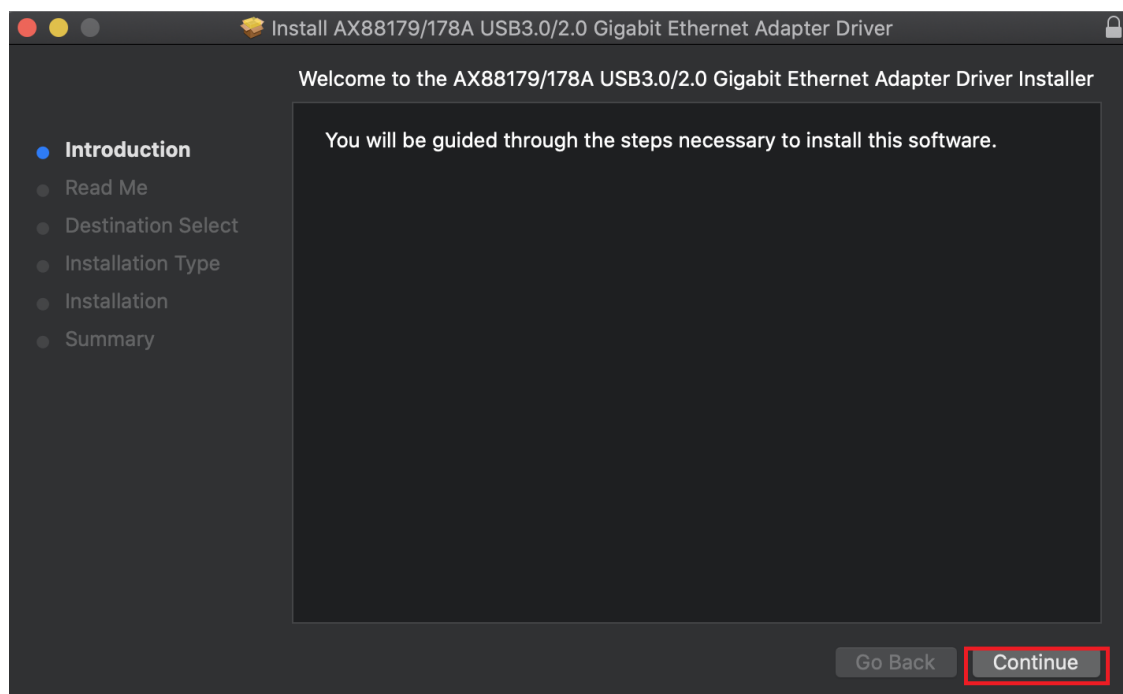 Install AX88179/178A USB3.0/2.0 Gigabit Ethernet Adapter Driver
Welcome to the AX88179/178A USB3.0/2.0 Gigabit Ethernet Adapter Driver Installer
Introduction
Read Me
Destination Select
Installation Type
Installation
Summary
You will be guided through the steps necessary to install this software.
Go Back
Continue